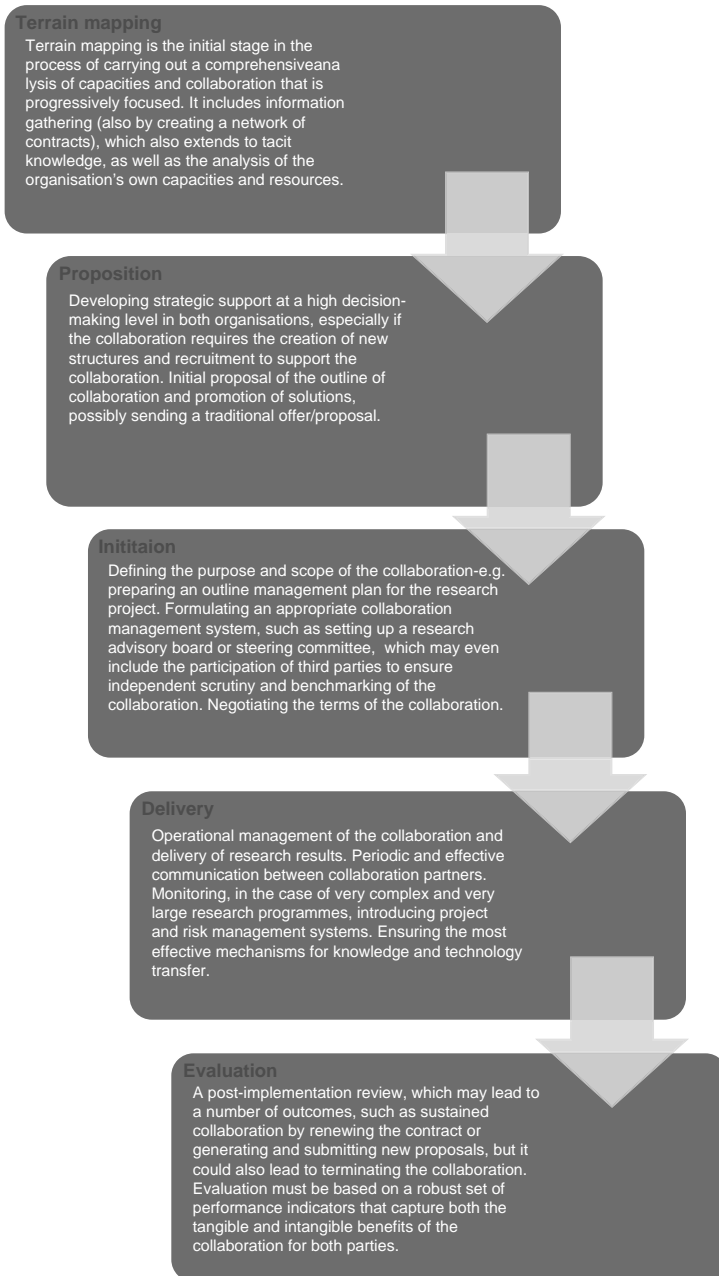 Terrain mapping
Terrain mapping is the initial stage in the
process of carrying out a comprehensiveana
lysis of capacities and collaboration that is
progressively focused. It includes information
gathering (also by creating a network of
contracts), which also extends to tacit
knowledge, as well as the analysis of the
organisation’s own capacities and resources.
Proposition
Developing strategic support at a high decision-
making level in both organisations, especially if
the collaboration requires the creation of new
structures and recruitment to support the
collaboration. Initial proposal of the outline of
collaboration and promotion of solutions,
possibly sending a traditional offer/proposal.
Inititaion
Defining the purpose and scope of the collaboration-e.g.
preparing an outline management plan for the research
project. Formulating an appropriate collaboration
management system, such as setting up a research
advisory board or steering committee, which may even
include the participation of third parties to ensure
independent scrutiny and benchmarking of the
collaboration. Negotiating the terms of the collaboration.
Delivery
Operational management of the collaboration and
delivery of research results. Periodic and effective
communication between collaboration partners.
Monitoring, in the case of very complex and very
large research programmes, introducing project
and risk management systems. Ensuring the most
effective mechanisms for knowledge and technology
transfer.
Evaluation
A post-implementation review, which may lead to
a number of outcomes, such as sustained
collaboration by renewing the contract or
generating and submitting new proposals, but it
could also lead to terminating the collaboration.
Evaluation must be based on a robust set of
performance indicators that capture both the
tangible and intangible benefits of the
collaboration for both parties.